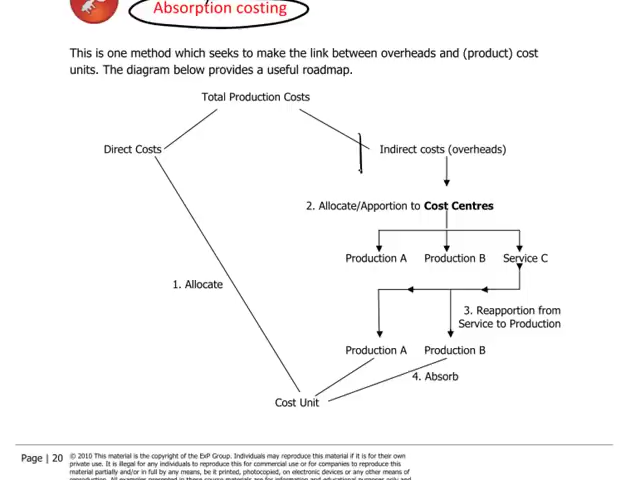 Absorption costing
This is one method which seeks to make the link between overheads and (product) cost
units. The diagram below provides a useful roadmap.
Total Production Costs
Direct Costs
Indirect costs (overheads)
2. Allocate/Apportion to Cost Centres
Production A Production B Service C
1. Allocate
3. Reapportion from
Service to Production
Production A Production B
4. Absorb
Cost Unit
Page | 20
© 2010 This material is the copyright of the ExP Group. Individuals may reproduce this material if it is for their own
private use. It is illegal for any individuals to reproduce this for commercial use or for companies to reproduce this
material partially and/or in full by any means, be it printed, photocopied, on electronic devices or any other means of
reproduction. All examples presented in these course materials are for information and educational purposes only and